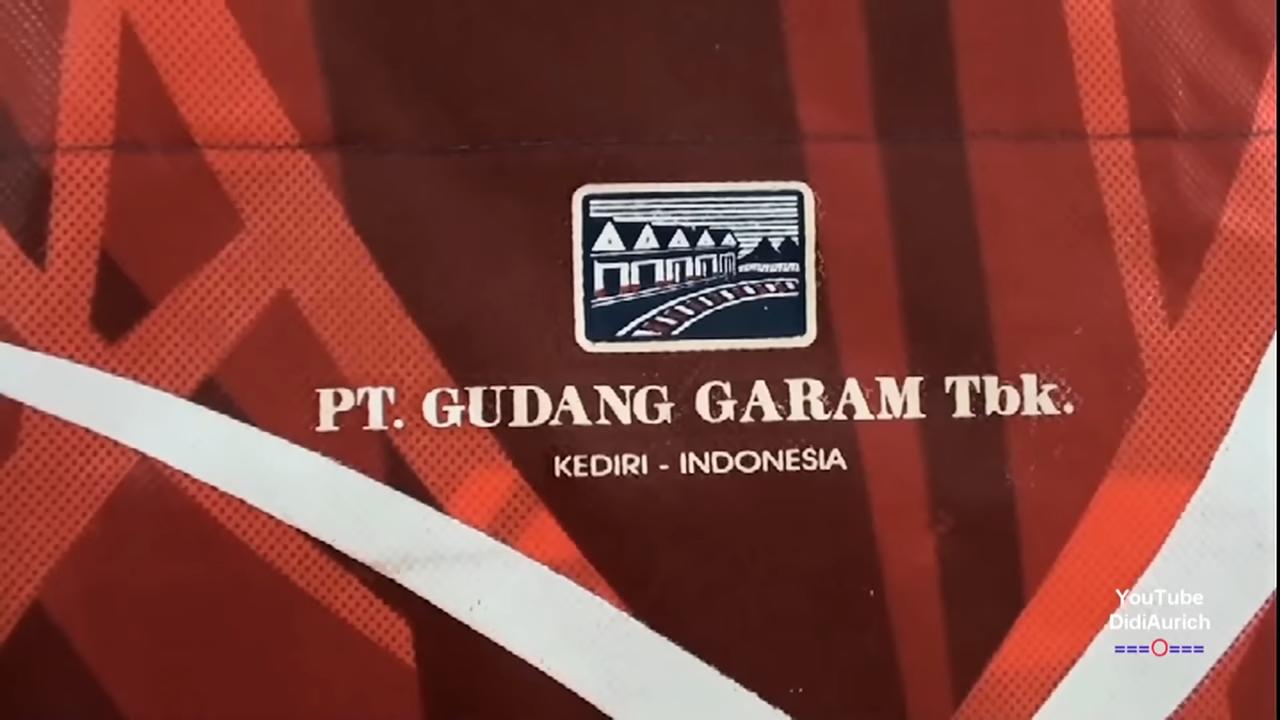 PT. GUDANG GARAM Tbk.
KEDIRI - INDONESIA
YouTube
DidiAurich
===O===